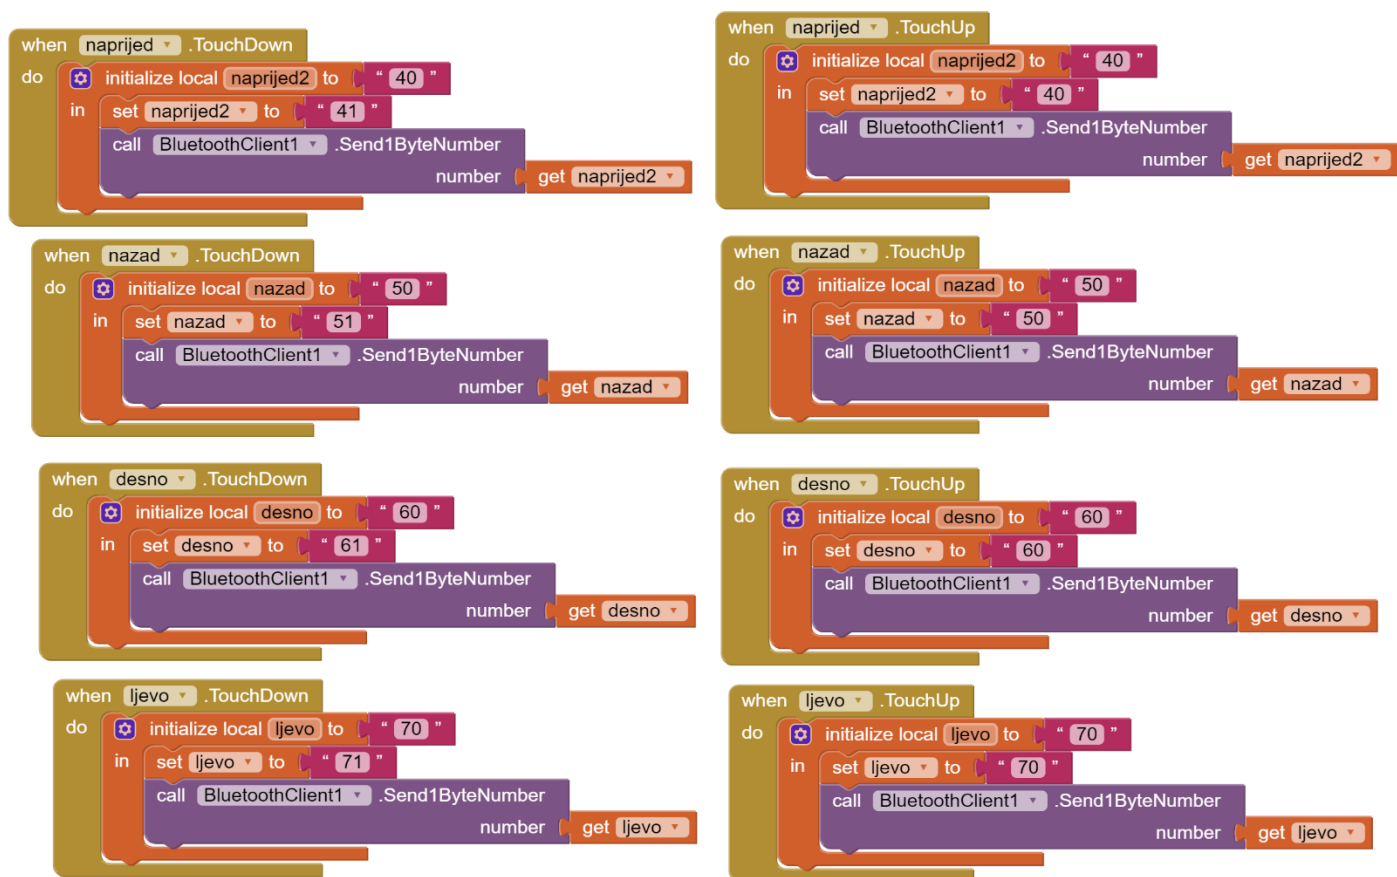 when naprijed .TouchDown
do initialize local naprijed2 to " 40 "
in set naprijed2 to " 41 "
call BluetoothClient1 .Send1ByteNumber
number get naprijed2
when naprijed .TouchUp
do initialize local naprijed2 to " 40 "
in set naprijed2 to " 40 "
call BluetoothClient1 .Send1ByteNumber
number get naprijed2
when nazad .TouchDown
do initialize local nazad to " 50 "
in set nazad to " 51 "
call BluetoothClient1 .Send1ByteNumber
number get nazad
when nazad .TouchUp
do initialize local nazad to " 50 "
in set nazad to " 50 "
call BluetoothClient1 .Send1ByteNumber
number get nazad
when desno .TouchDown
do initialize local desno to " 60 "
in set desno to " 61 "
call BluetoothClient1 .Send1ByteNumber
number get desno
when desno .TouchUp
do initialize local desno to " 60 "
in set desno to " 60 "
call BluetoothClient1 .Send1ByteNumber
number get desno
when ljevo .TouchDown
do initialize local ljevo to " 70 "
in set ljevo to " 71 "
call BluetoothClient1 .Send1ByteNumber
number get ljevo
when ljevo .TouchUp
do initialize local ljevo to " 70 "
in set ljevo to " 70 "
call BluetoothClient1 .Send1ByteNumber
number get ljevo